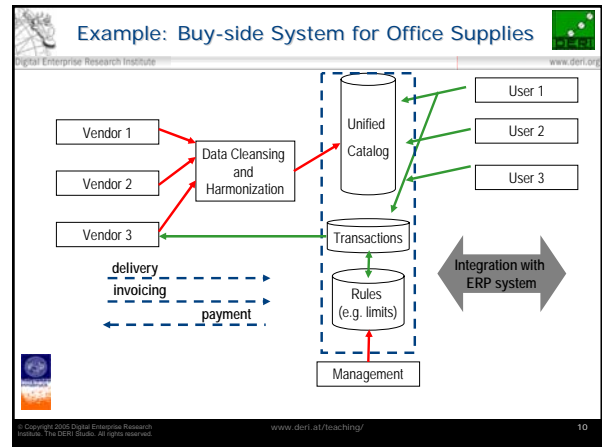 Example: Buy-side System for Office Supplies
DERI
Digital Enterprise Research Institute
www.deri.org
Vendor 1
Vendor 2
Vendor 3
Data Cleansing
and
Harmonization
Unified
Catalog
User 1
User 2
User 3
Transactions
Rules
(e.g. limits)
Management
Integration with
ERP system
delivery
invoicing
payment
© Copyright 2005 Digital Enterprise Research
Institute. The DERI Studio. All rights reserved.
www.deri.at/teaching/
10